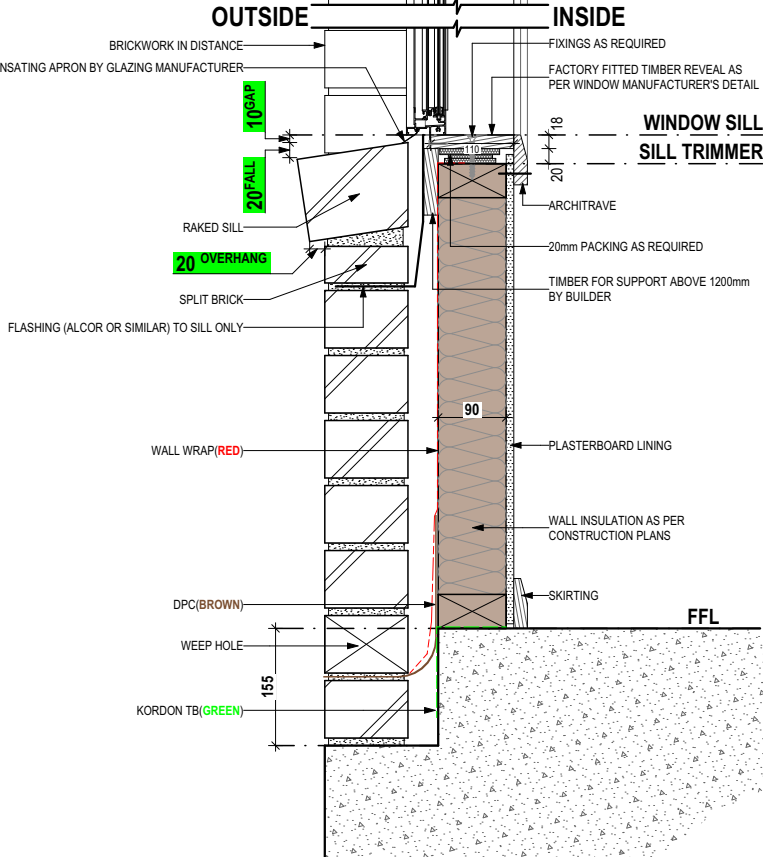 OUTSIDE
INSIDE
BRICKWORK IN DISTANCE
NSATING APRON BY GLAZING MANUFACTURER
10 GAP
20 FALL
RAKED SILL
20 OVERHANG
SPLIT BRICK
FLASHING (ALCOR OR SIMILAR) TO SILL ONLY
WALL WRAP(RED)
DPC(BROWN)
WEEP HOLE
155
KORDON TB(GREEN)
FIXINGS AS REQUIRED
FACTORY FITTED TIMBER REVEAL AS
PER WINDOW MANUFACTURER'S DETAIL
18
WINDOW SILL
110
SILL TRIMMER
20
ARCHITRAVE
20mm PACKING AS REQUIRED
TIMBER FOR SUPPORT ABOVE 1200mm
BY BUILDER
90
PLASTERBOARD LINING
WALL INSULATION AS PER
CONSTRUCTION PLANS
SKIRTING
FFL